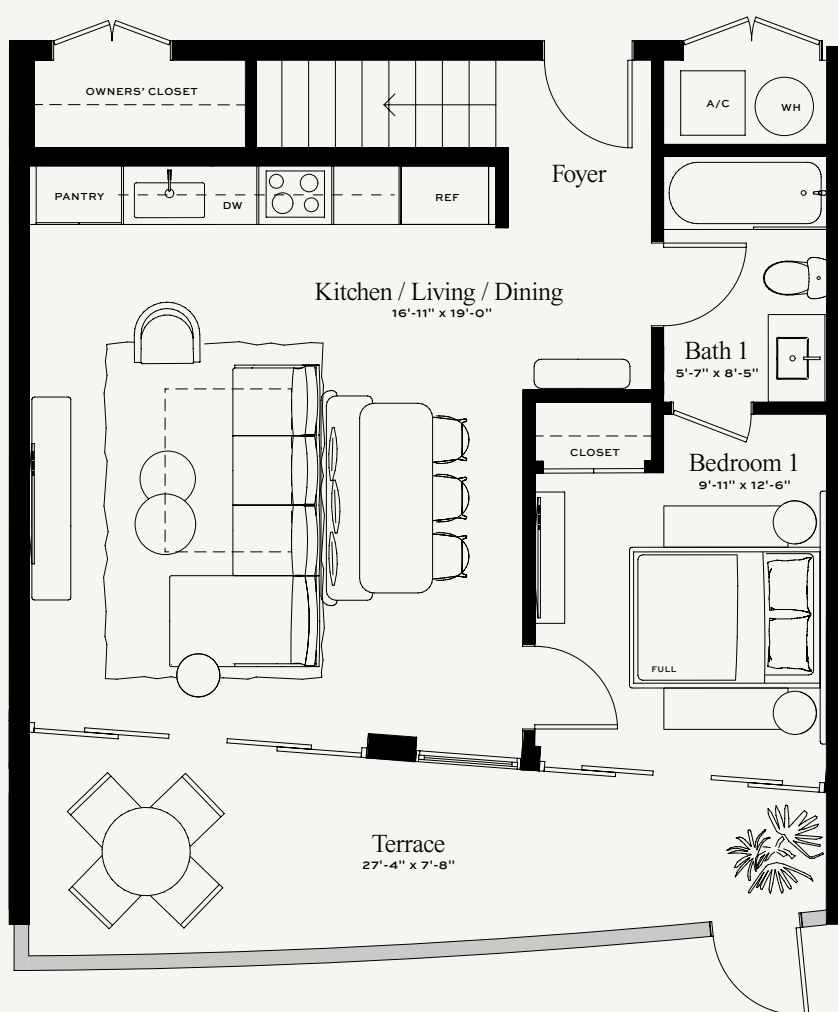 OWNERS' CLOSET
A/C
WH
Foyer
PANTRY
DW
REF
Kitchen / Living / Dining
16'-11" x 19'-0"
Bath 1
5'-7" x 8'-5"
CLOSET
Bedroom 1
9'-11" x 12'-6"
FULL
Terrace
27'-4" x 7'-8"